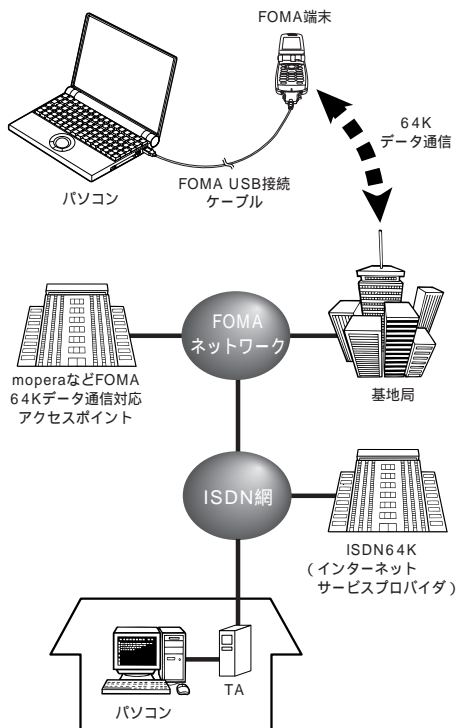 FOMA端末
64K
データ通信
FOMA USB接続
ケーブル
パソコン
FOMA
ネットワーク
moperaなどFOMA
64Kデータ通信対応
アクセスポイント
基地局
ISDN網
ISDN64K
(インターネット
サービスプロバイダ)
TA
パソコン